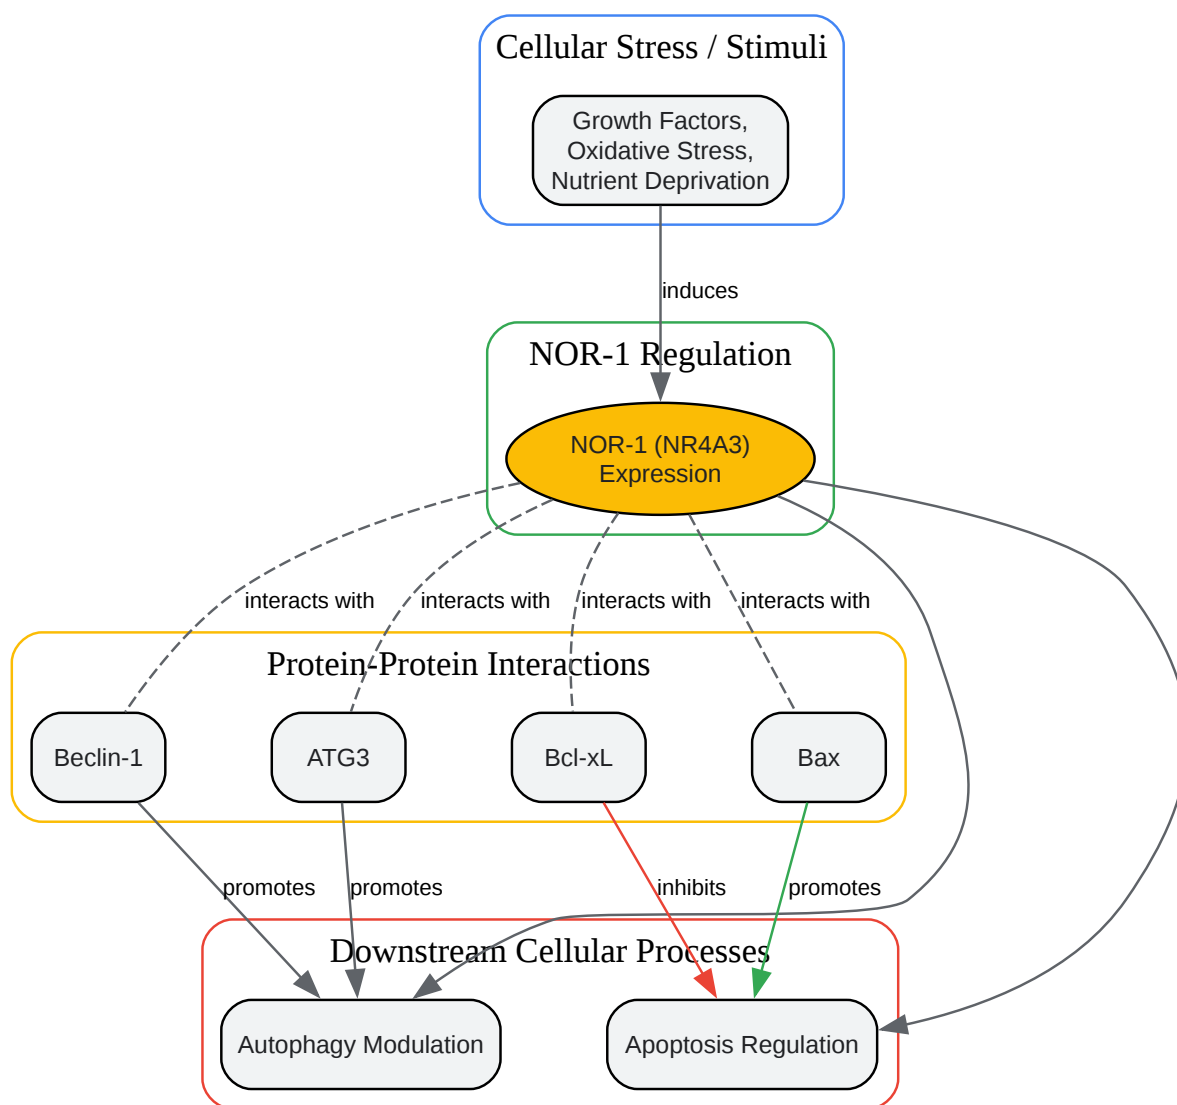 Cellular Stress / Stimuli
Growth Factors,
Oxidative Stress,
Nutrient Deprivation
induces
NOR-1 Regulation
NOR-1 (NR4A3)
Expression
interacts with
interacts with
interacts with
interacts with
Protein-Protein Interactions
Beclin-1
ATG3
Bcl-xL
Bax
promotes
promotes
inhibits
promotes
Downstream Cellular Processes
Autophagy Modulation
Apoptosis Regulation